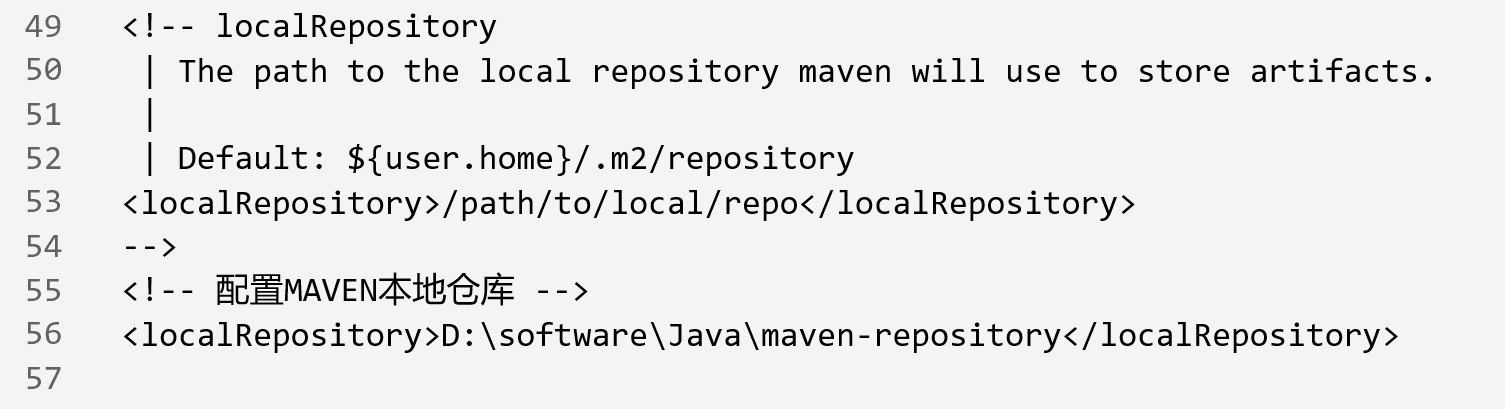 49 <!-- localRepository
50 | The path to the local repository maven will use to store artifacts.
51 |
52 | Default: ${user.home}/.m2/repository
53 <localRepository>/path/to/local/repo</localRepository>
54 -->
55 <!-- 配置MAVEN本地仓库 -->
56 <localRepository>D:\software\Java\maven-repository</localRepository>
57